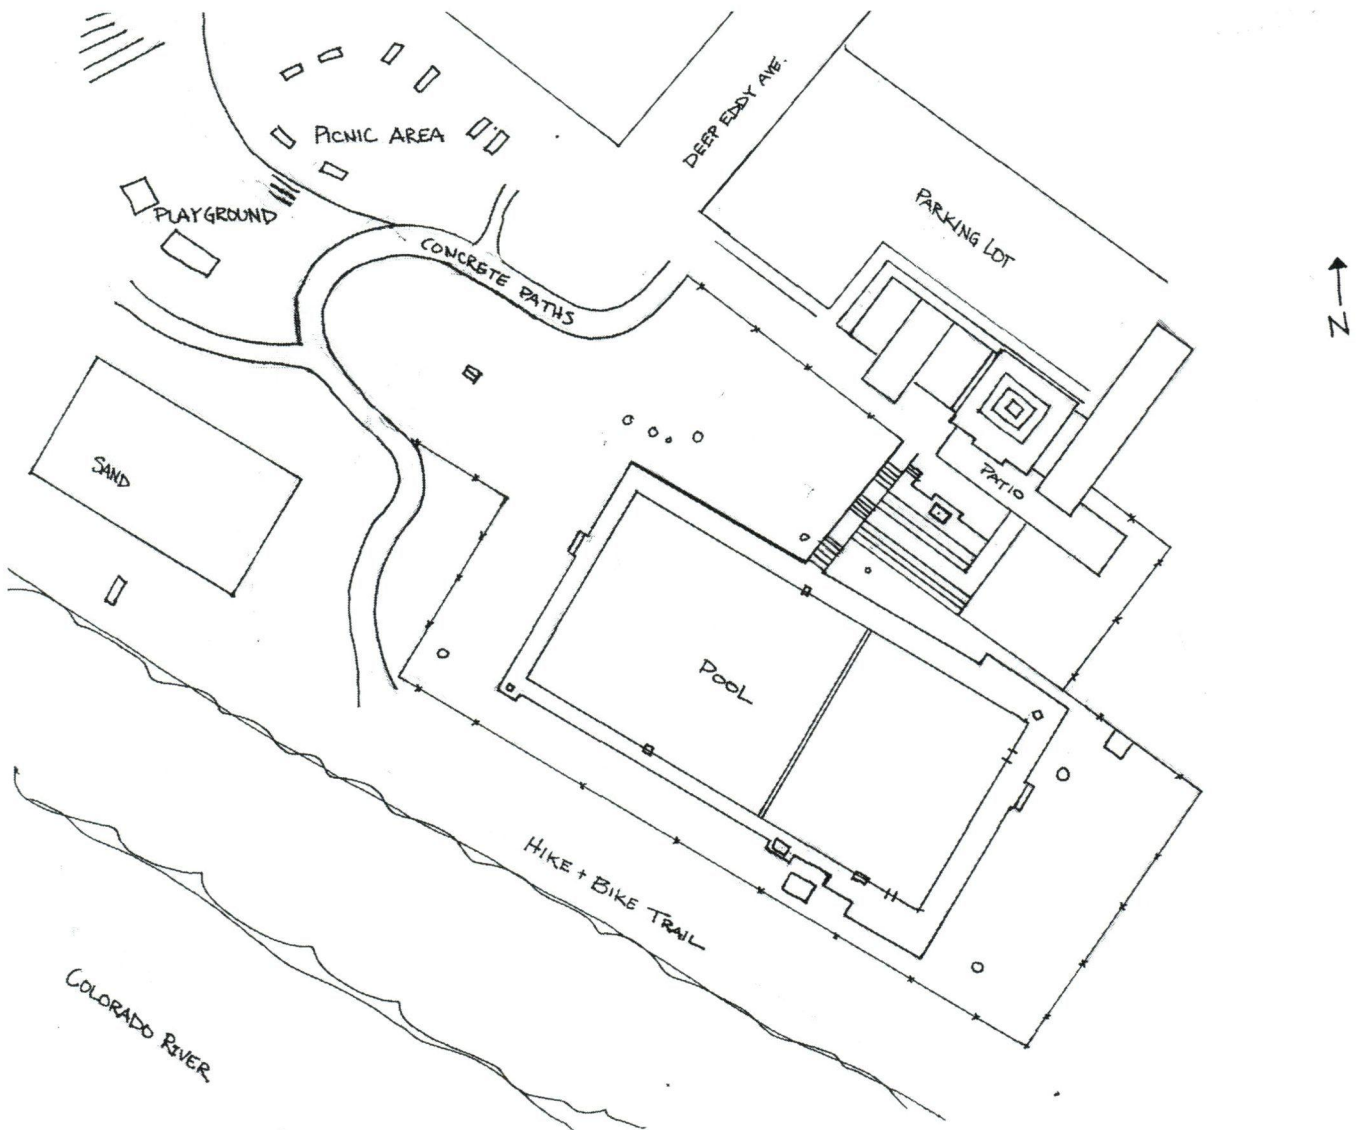 DEEP EDDY AVE.
PICNIC AREA
PARKING LOT
PLAYGROUND
CONCRETE PATHS
N
SAND
PATIO
POOL
HIKE + BIKE TRAIL
COLORADO RIVER